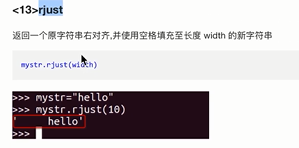 <13>rjust
返回一个原字符串右对齐,并使用空格填充至长度 width 的新字符串
mystr.rjust(width)
>>> mystr="hello"
>>> mystr.rjust(10)
'     hello'
>>>